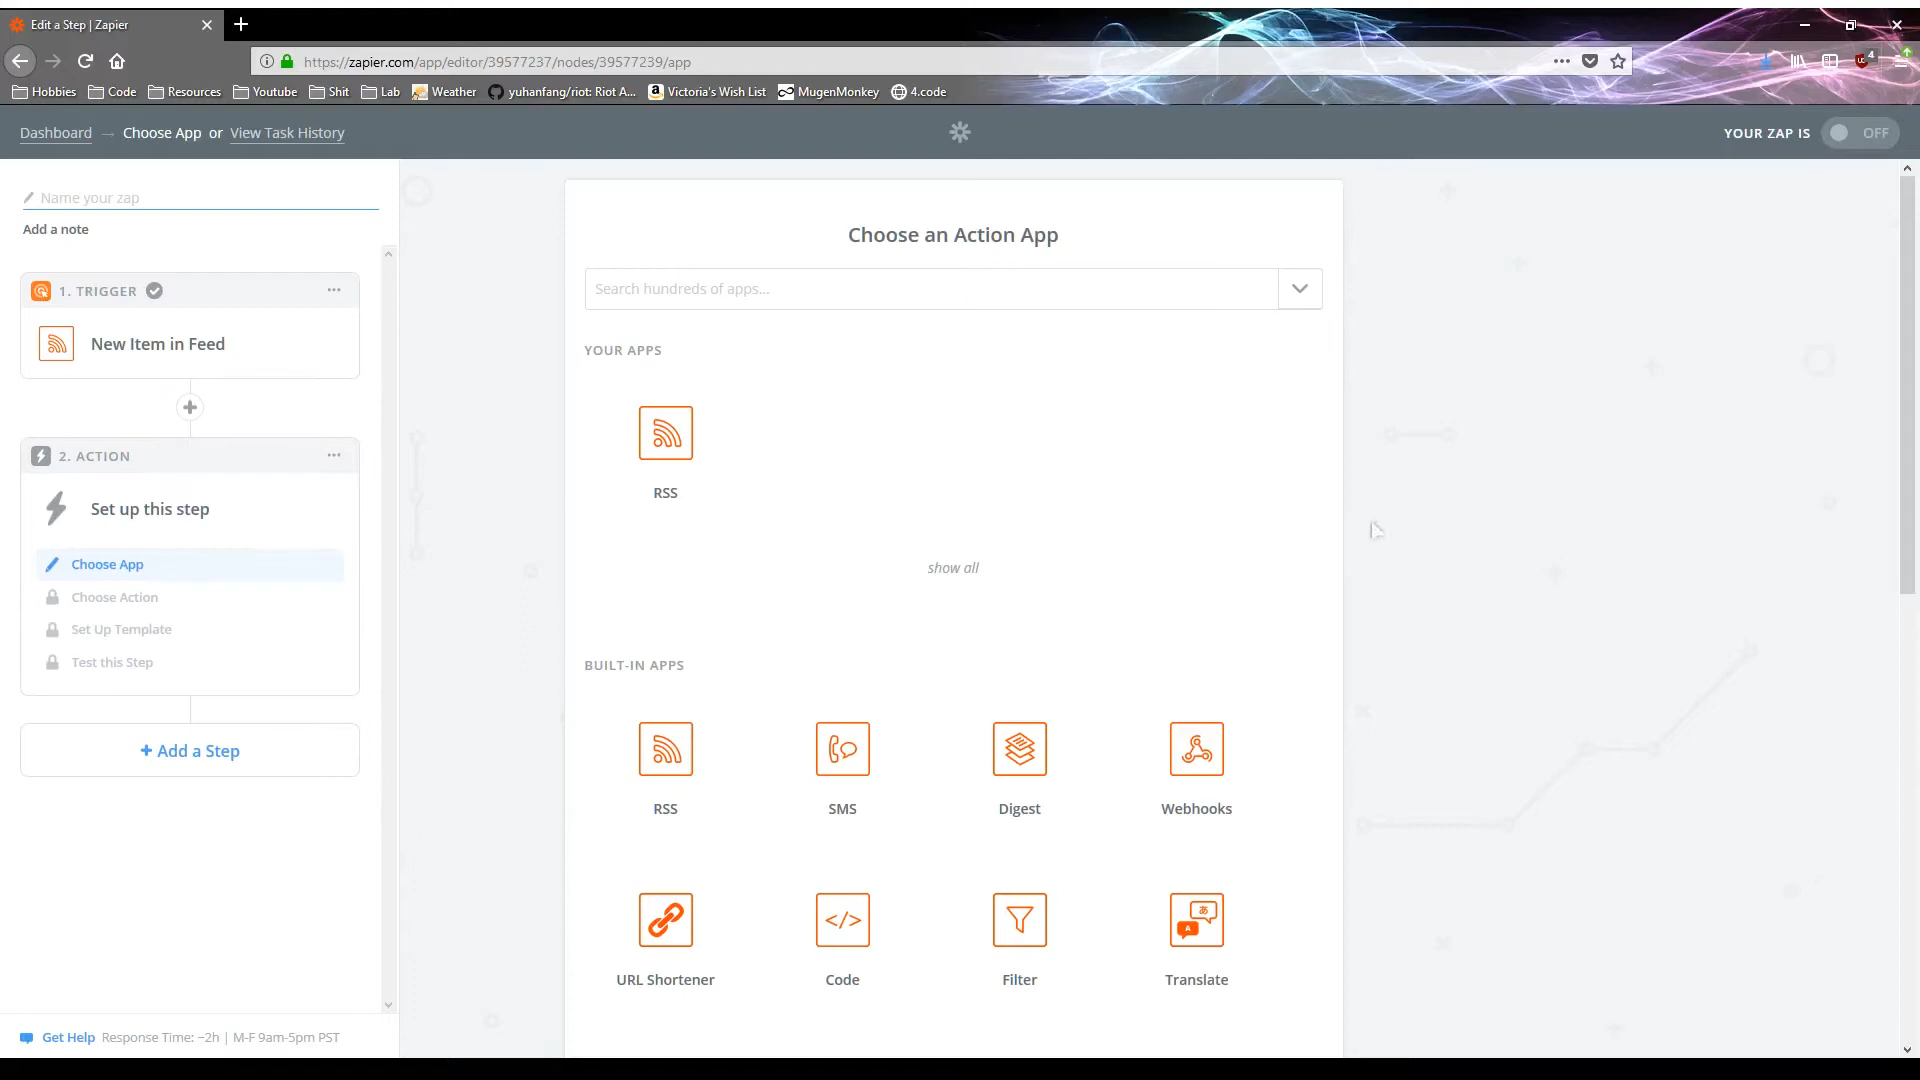 Edit a Step | Zapier
https://zapier.com/app/editor/39577237/nodes/39577239/app
4
Hobbies Code Resources Youtube Shit Lab Weather yuhanfang/riot: Riot A... Victoria's Wish List MugenMonkey 4.code
Dashboard → Choose App or View Task History
YOUR ZAP IS OFF
Name your zap
Add a note
1. TRIGGER
New Item in Feed
2. ACTION
Set up this step
Choose App
Choose Action
Set Up Template
Test this Step
+ Add a Step
Get Help Response Time: ~2h | M-F 9am-5pm PST
Choose an Action App
Search hundreds of apps...
YOUR APPS
RSS
show all
BUILT-IN APPS
RSS SMS Digest Webhooks
URL Shortener Code Filter Translate